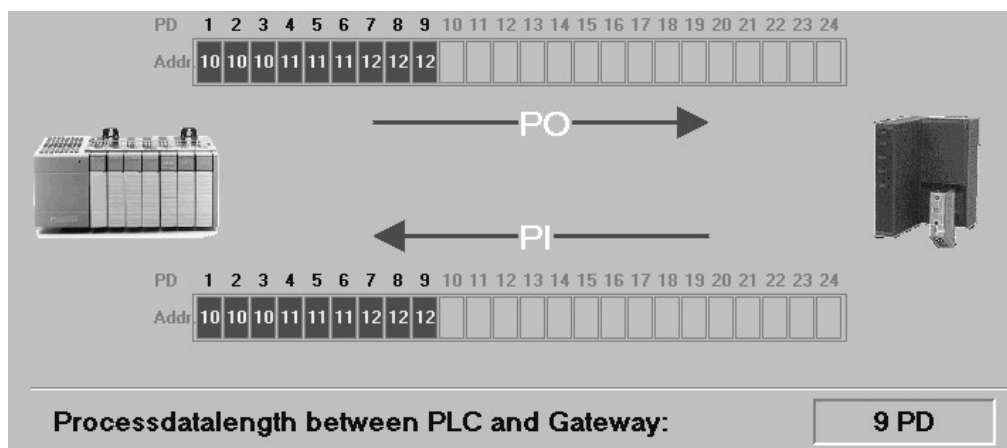 PD 1 2 3 4 5 6 7 8 9 10 11 12 13 14 15 16 17 18 19 20 21 22 23 24
Addr. 10 10 10 11 11 11 12 12 12
PO
PI
PD 1 2 3 4 5 6 7 8 9 10 11 12 13 14 15 16 17 18 19 20 21 22 23 24
Addr. 10 10 10 11 11 11 12 12 12
Processdatalength between PLC and Gateway: 9 PD